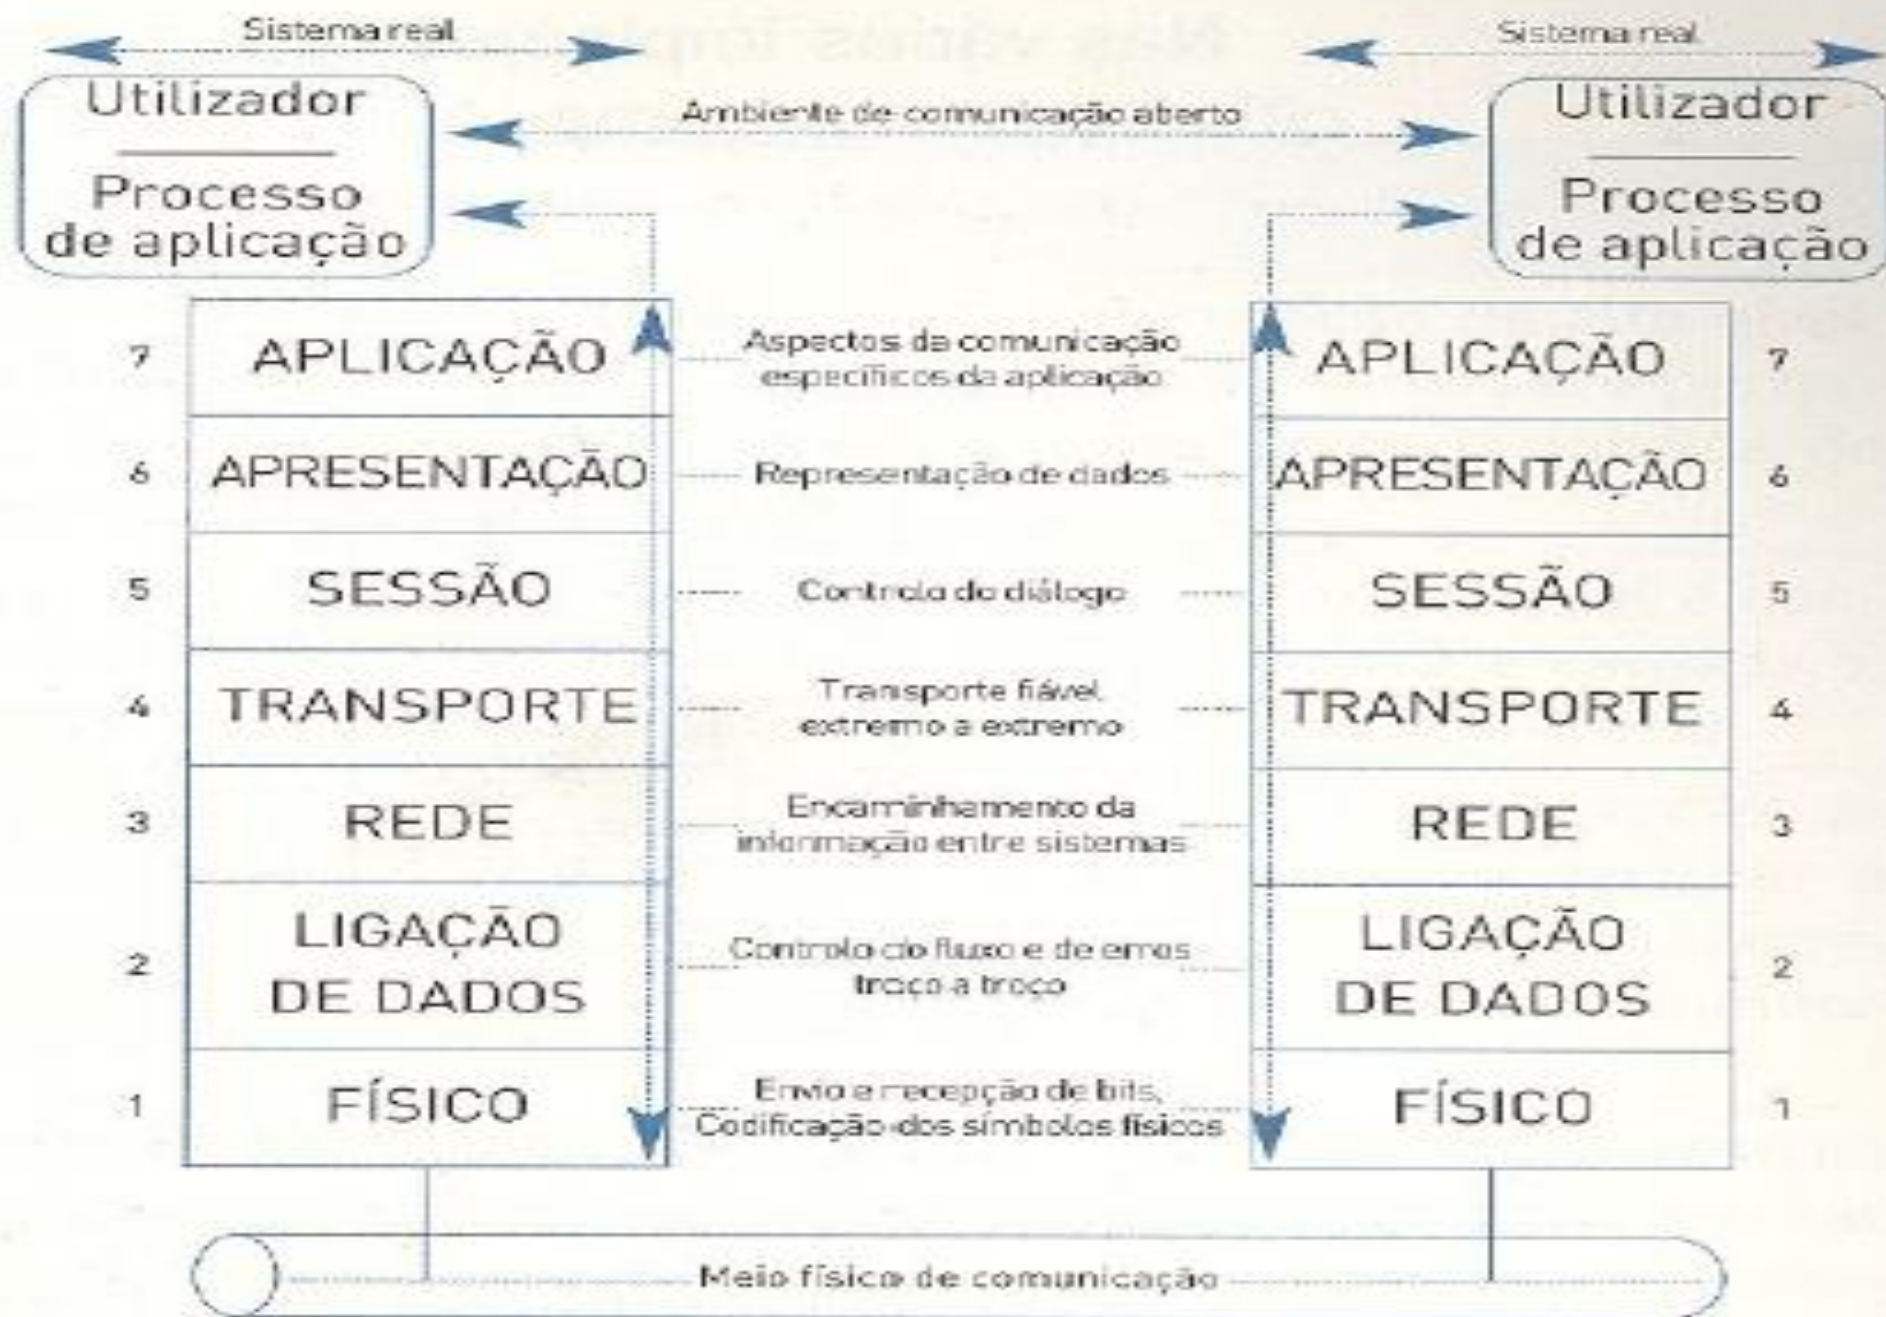 Sistema real
Sistema real
Utilizador
Processo
de aplicação
Ambiente de comunicação aberto
Utilizador
Processo
de aplicação
7
APLICAÇÃO
Aspectos da comunicação
específicos da aplicação
APLICAÇÃO
7
6
APRESENTAÇÃO
Representação de dados
APRESENTAÇÃO
6
5
SESSÃO
Controlo do diálogo
SESSÃO
5
4
TRANSPORTE
Transporte fiável
extremo a extremo
TRANSPORTE
4
3
REDE
Encaminhamento da
informação entre sistemas
REDE
3
2
LIGAÇÃO
DE DADOS
Controlo do fluxo e de erros
troço a troço
LIGAÇÃO
DE DADOS
2
1
FÍSICO
Envio e recepção de bits,
Codificação dos símbolos físicos
FÍSICO
1
Meio físico de comunicação